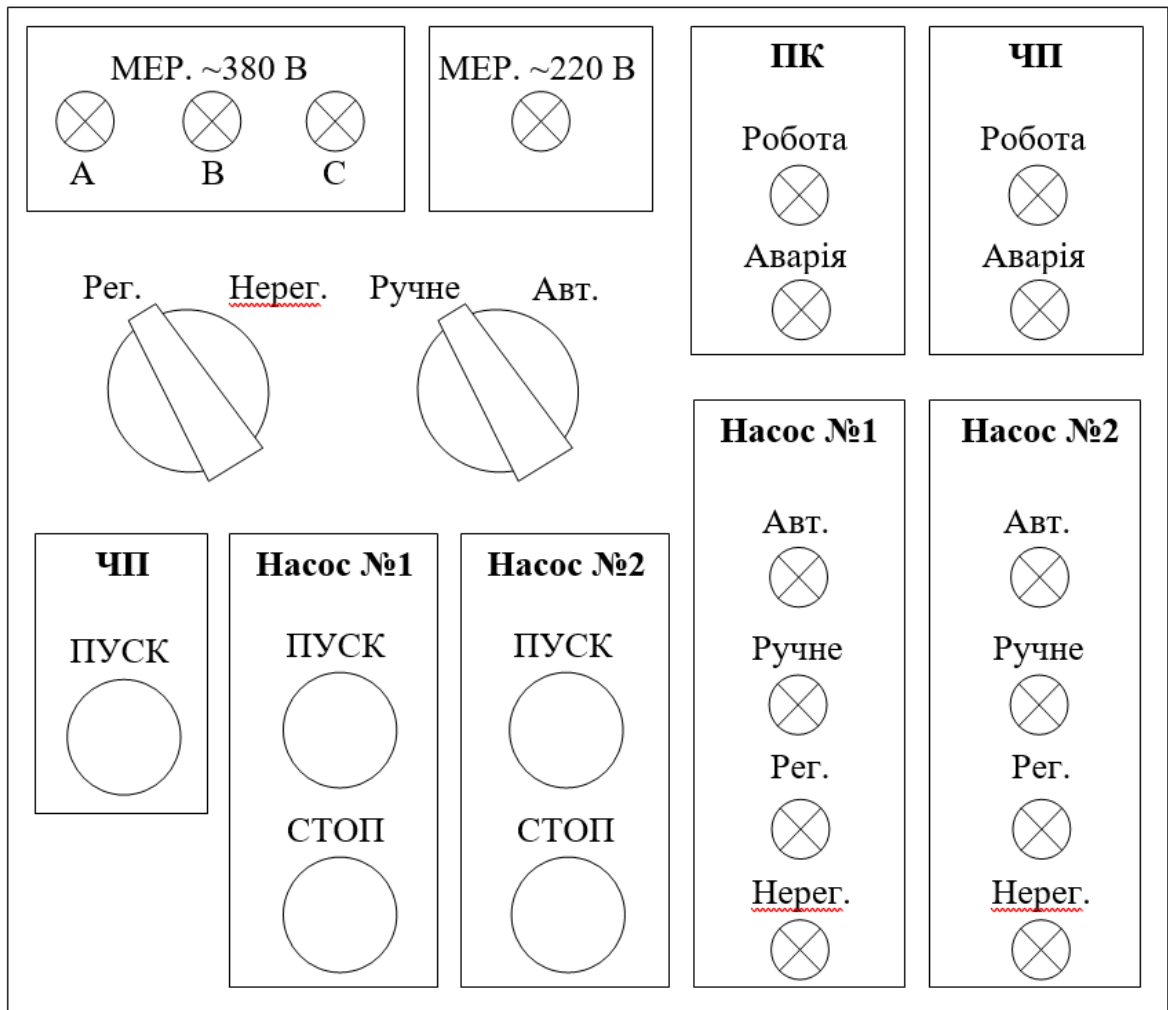 МЕР. ~380 В
А
В
С
МЕР. ~220 В
ПК
Робота
Аварія
ЧП
Робота
Аварія
Рег.
Нерег.
Ручне
Авт.
ЧП
ПУСК
Насос №1
ПУСК
СТОП
Насос №2
ПУСК
СТОП
Насос №1
Авт.
Ручне
Рег.
Нерег.
Насос №2
Авт.
Ручне
Рег.
Нерег.